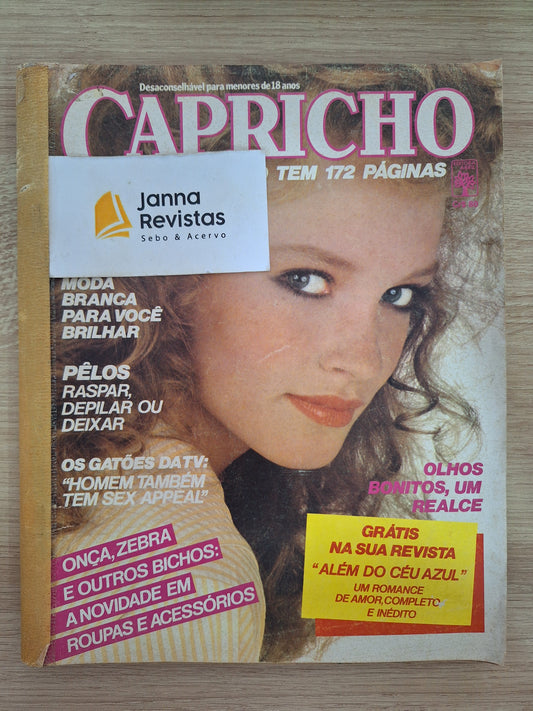 Desaconselhável para menores de 18 anos
CAPRICHO
TEM 172 PÁGINAS
Janna
Revistas
Sebo & Acervo
MODA
BRANCA
PARA VOCÊ
BRILHAR
PÊLOS
RASPAR,
DEPILAR OU
DEIXAR
OS GATÕES DA TV:
"HOMEM TAMBÉM
TEM SEX APPEAL"
OLHOS
BONITOS, UM
REALCE
ONÇA, ZEBRA
E OUTROS BICHOS:
A NOVIDADE EM
ROUPAS E ACESSÓRIOS
GRÁTIS
NA SUA REVISTA
"ALÉM DO CÉU AZUL"
UM ROMANCE
DE AMOR, COMPLETO
E INÉDITO